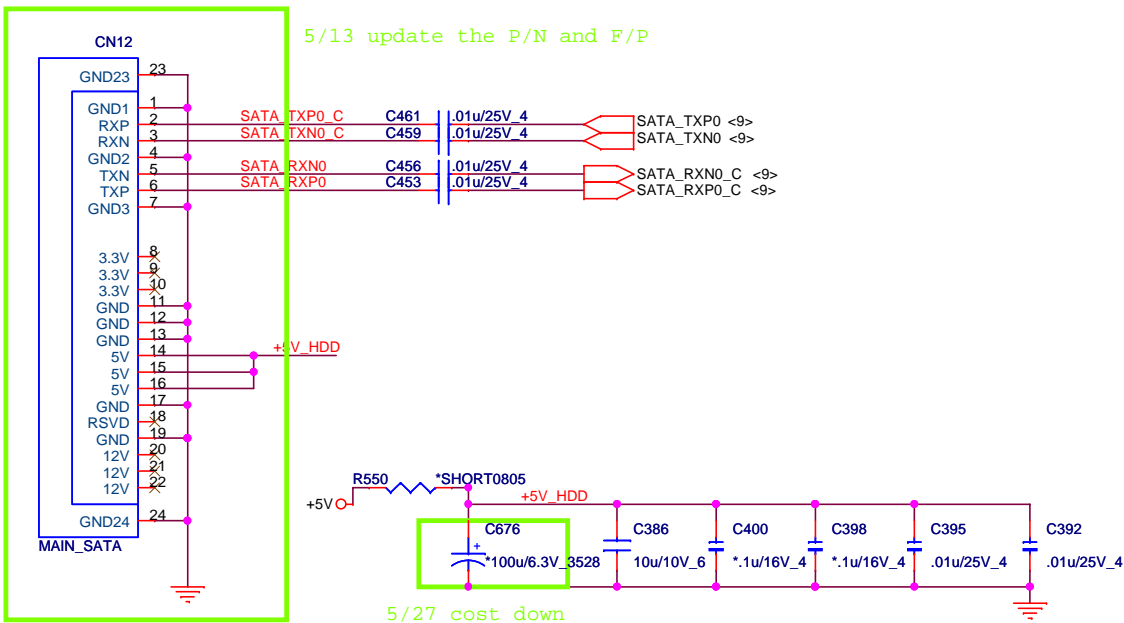 5/13 update the P/N and F/P
CN12
GND23 23
GND1 1
RXP 2 SATA_TXP0_C C461 .01u/25V_4 SATA_TXP0 <9>
RXN 3 SATA_TXN0_C C459 .01u/25V_4 SATA_TXN0 <9>
GND2 4
TXN 5 SATA_RXN0 C456 .01u/25V_4 SATA_RXN0_C <9>
TXP 6 SATA_RXP0 C453 .01u/25V_4 SATA_RXP0_C <9>
GND3 7
3.3V 8
3.3V 9
3.3V 10
GND 11
GND 12
GND 13
5V 14 +5V_HDD
5V 15
5V 16
GND 17
RSVD 18
GND 19
12V 20
12V 21
12V 22
GND24 24
MAIN_SATA
R550 *SHORT0805
+5V +5V_HDD
C676 C386 C400 C398 C395 C392
+
*100u/6.3V_3528 10u/10V_6 *.1u/16V_4 *.1u/16V_4 .01u/25V_4 .01u/25V_4
5/27 cost down